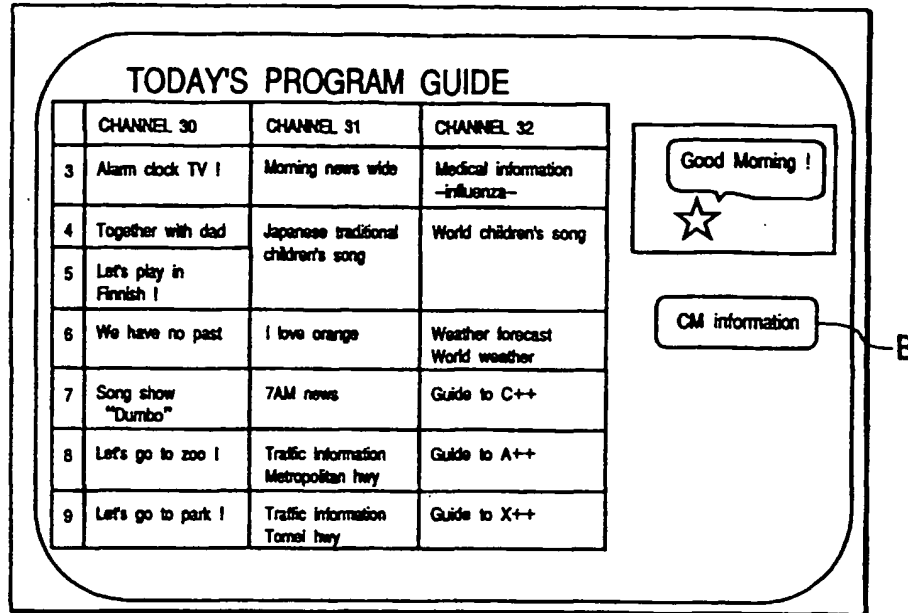 TODAY'S PROGRAM GUIDE
CHANNEL 30 CHANNEL 31 CHANNEL 32
3 Alarm clock TV ! Morning news wide Medical information
-influenza-
4 Together with dad Japanese traditional World children's song
children's song
5 Let's play in
Finnish !
6 We have no past I love orange Weather forecast
World weather
7 Song show 7AM news Guide to C++
"Dumbo"
8 Let's go to zoo ! Traffic information Guide to A++
Metropolitan hwy
9 Let's go to park ! Traffic information Guide to X++
Tomei hwy
Good Morning !
CM information
B